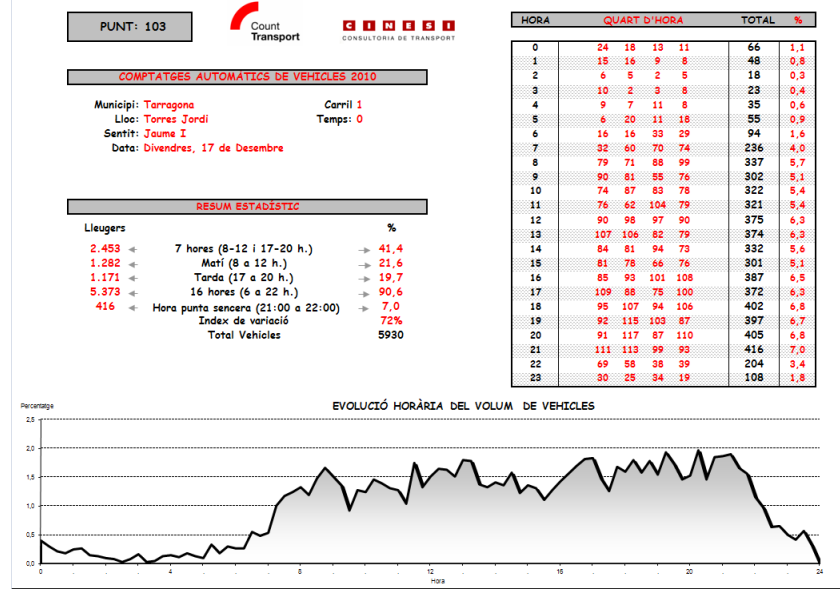 PUNT: 103
Count
Transport
CINESI
CONSULTORIA DE TRANSPORT
COMPTATGES AUTOMÀTICS DE VEHICLES 2010
Municipi: Tarragona Carril 1
Lloc: Torres Jordi Temps: 0
Sentit: Jaume I
Data: Divendres, 17 de Desembre
RESUM ESTADÍSTIC
Lleugers %
2.453 7 hores (8-12 i 17-20 h.) 41,4
1.282 Matí (8 a 12 h.) 21,6
1.171 Tarda (17 a 20 h.) 19,7
5.373 16 hores (6 a 22 h.) 90,6
416 Hora punta sencera (21:00 a 22:00) 7,0
Index de variació 72%
Total Vehicles 5930
HORA QUART D'HORA TOTAL %
0 24 18 13 11 66 1,1
1 15 16 9 8 48 0,8
2 6 5 2 5 18 0,3
3 10 2 3 8 23 0,4
4 9 7 11 8 35 0,6
5 6 20 11 18 55 0,9
6 16 16 33 29 94 1,6
7 32 60 70 74 236 4,0
8 79 71 88 99 337 5,7
9 90 81 55 76 302 5,1
10 74 87 83 78 322 5,4
11 76 62 104 79 321 5,4
12 90 98 97 90 375 6,3
13 107 106 82 79 374 6,3
14 84 81 94 73 332 5,6
15 81 78 66 76 301 5,1
16 85 93 101 108 387 6,5
17 109 88 75 100 372 6,3
18 95 107 94 106 402 6,8
19 92 115 103 87 397 6,7
20 91 117 87 110 405 6,8
21 111 113 99 93 416 7,0
22 69 58 38 39 204 3,4
23 30 25 34 19 108 1,8
EVOLUCIÓ HORÀRIA DEL VOLUM DE VEHICLES
Percentatge
2,5
2,0
1,5
1,0
0,5
0,0
0 4 8 12 16 20 24
Hora